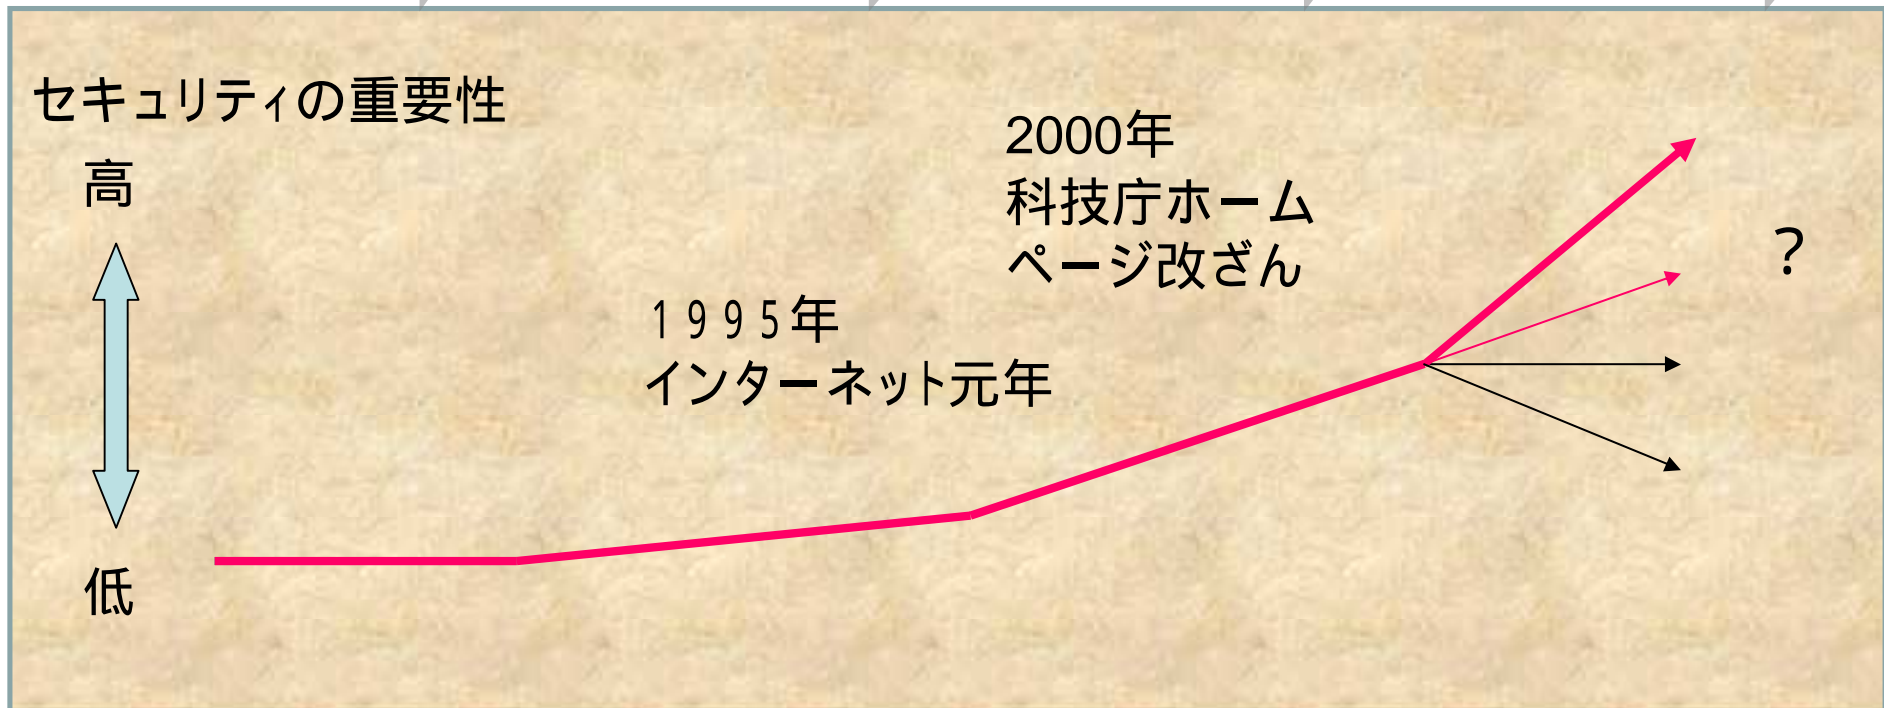 セキュリティの重要性
高
低
１９９５年
インターネット元年
2000年
科技庁ホーム
ページ改ざん
？